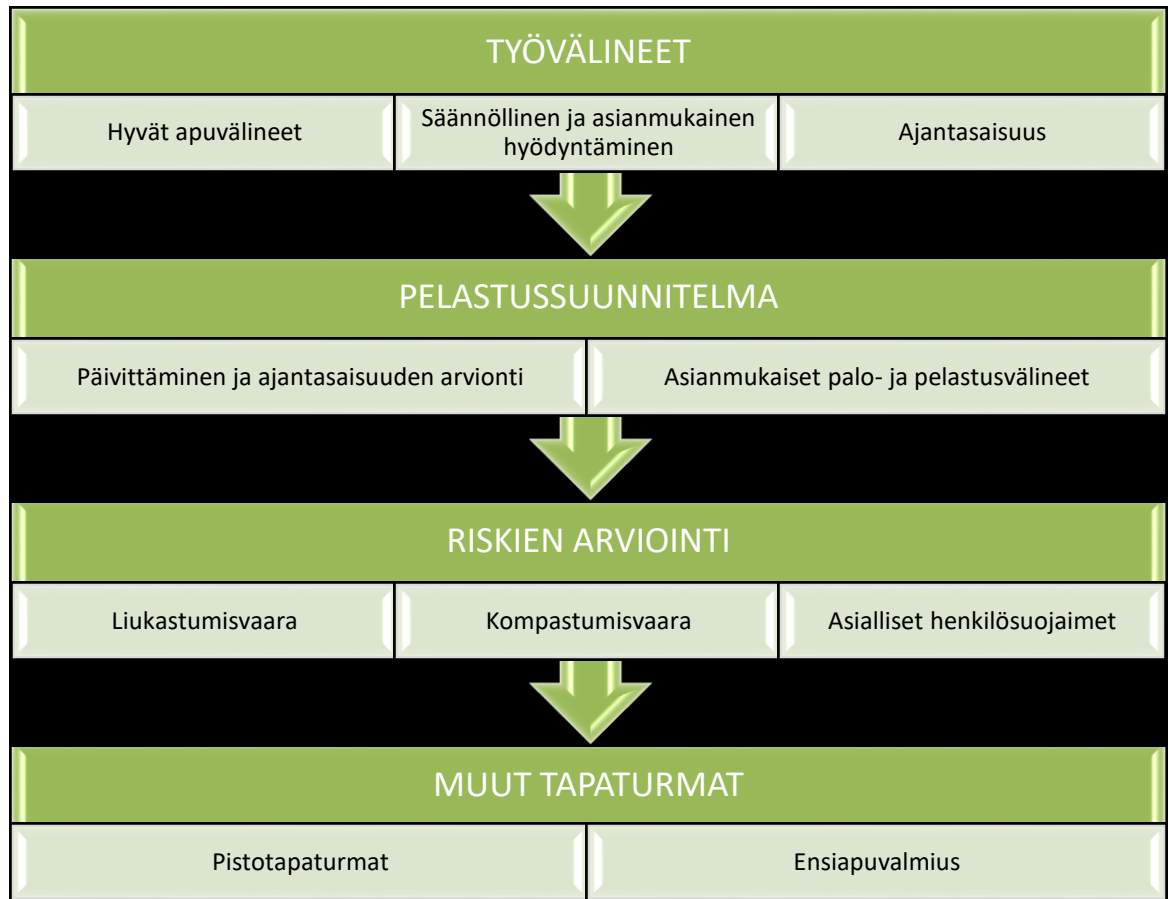 TYÖVÄLINEET
Hyvät apuvälineet
Säännöllinen ja asianmukainen
hyödyntäminen
Ajantasaisuus
PELASTUSSUUNNITELMA
Päivittäminen ja ajantasaisuuden arvionti
Asianmukaiset palo- ja pelastusvälineet
RISKIEN ARVIOINTI
Liukastumisvaara
Kompastumisvaara
Asialliset henkilösuojaimet
MUUT TAPATURMAT
Pistotapaturmat
Ensiapuvalmius